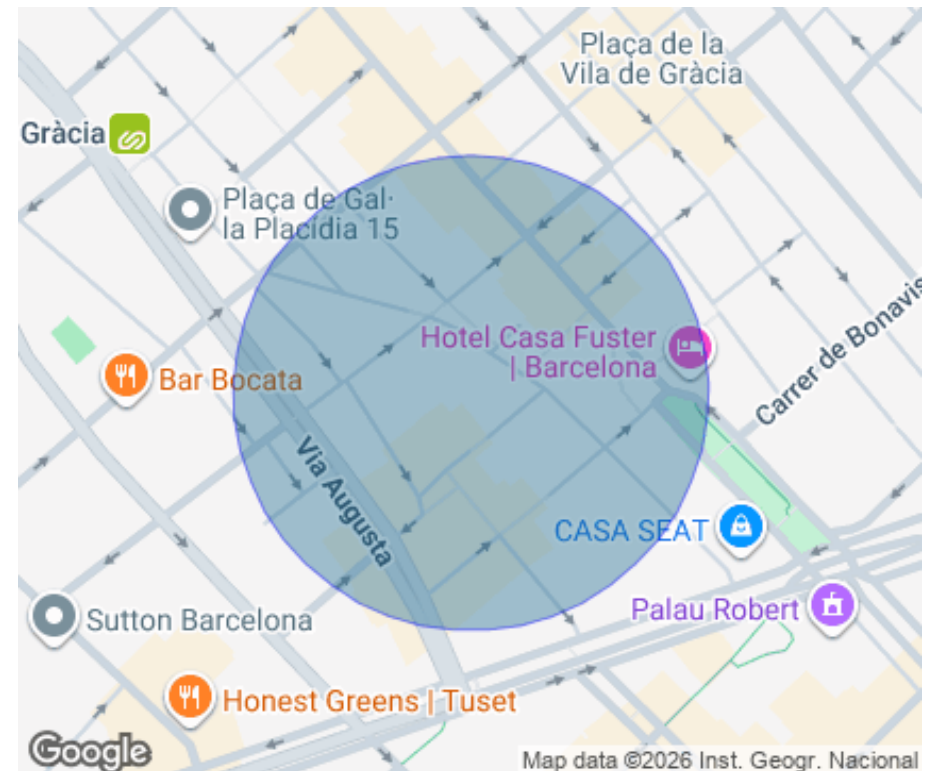 Plaça de la
Vila de Gràcia
Gràcia
Plaça de Gal·
la Placídia 15
Hotel Casa Fuster
| Barcelona
Carrer de Bonavis
Bar Bocata
Via Augusta
CASA SEAT
Palau Robert
Sutton Barcelona
Honest Greens | Tuset
Google
Map data ©2026 Inst. Geogr. Nacional